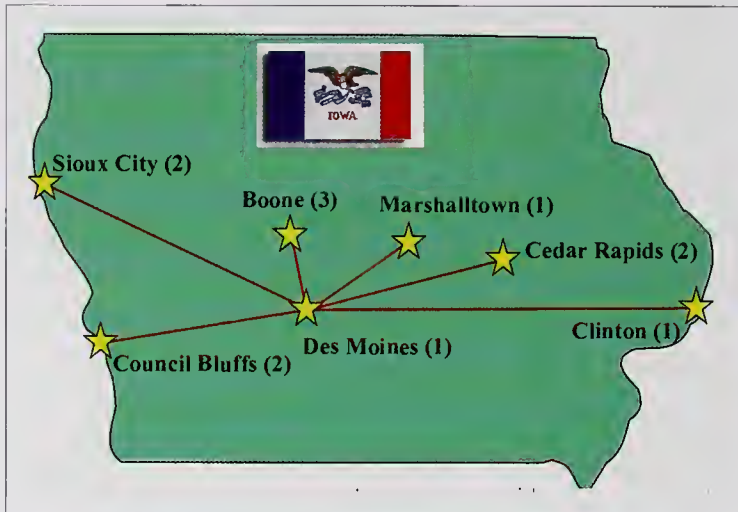 IOWA
Sioux City (2)
Boone (3)
Marshalltown (1)
Cedar Rapids (2)
Clinton (1)
Des Moines (1)
Council Bluffs (2)